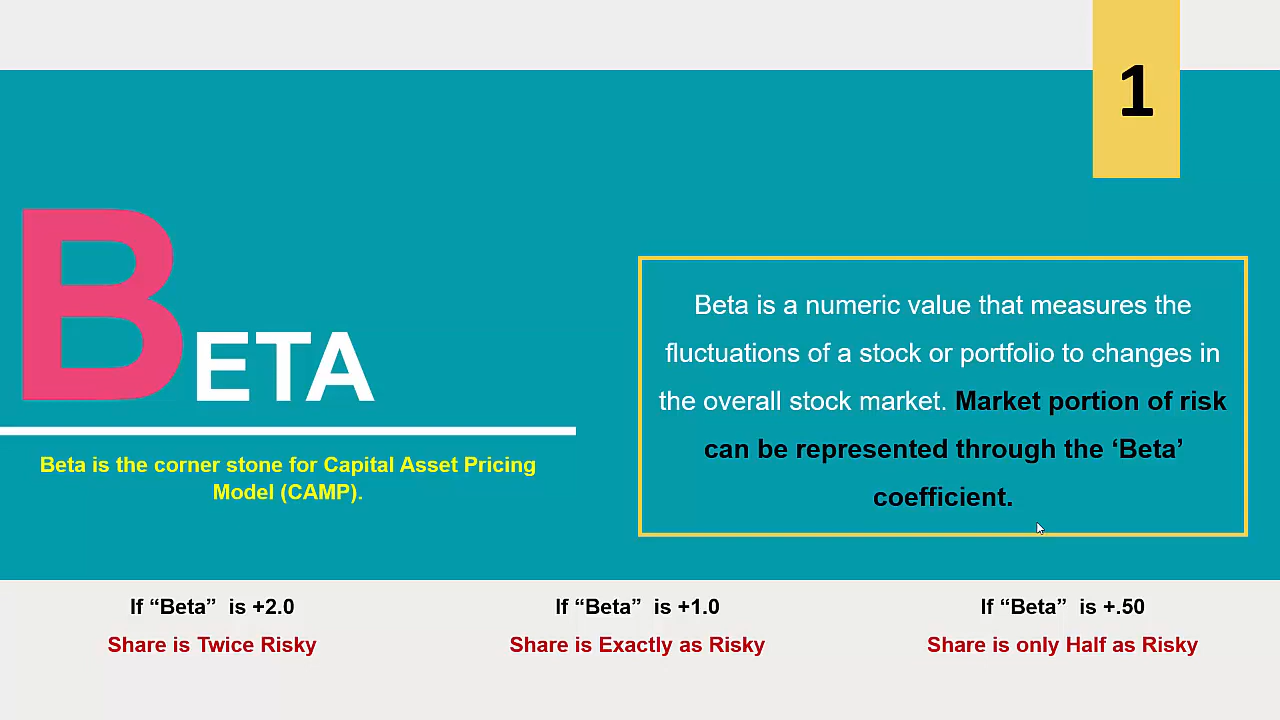 1
BETA
Beta is the corner stone for Capital Asset Pricing
Model (CAMP).
Beta is a numeric value that measures the
fluctuations of a stock or portfolio to changes in
the overall stock market. Market portion of risk
can be represented through the ‘Beta’
coefficient.
If “Beta”  is +2.0
Share is Twice Risky
If “Beta”  is +1.0
Share is Exactly as Risky
If “Beta”  is +.50
Share is only Half as Risky